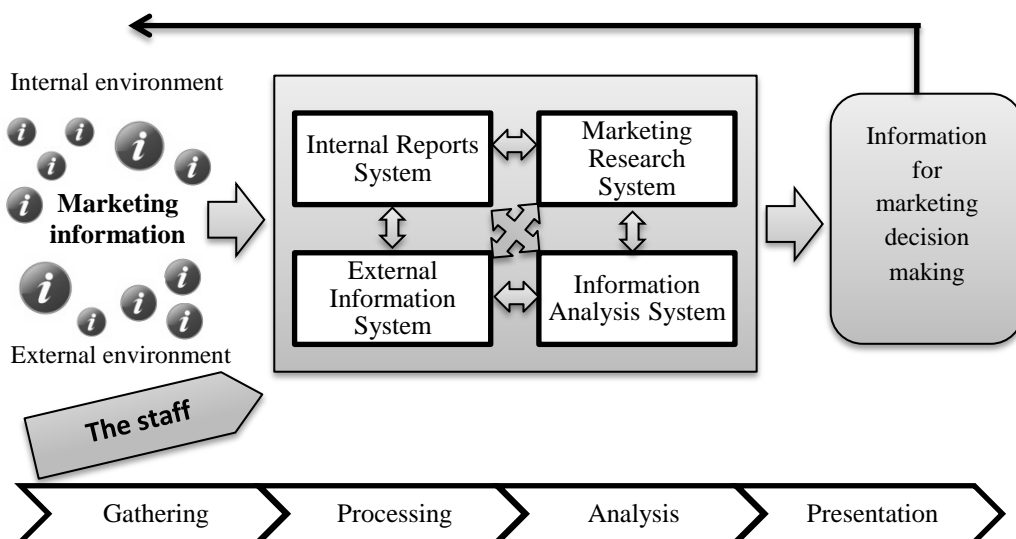 Internal environment
i
i
i
i
i
i
Marketing
information
i
i
i
i
i
External environment
The staff
Internal Reports
System
Marketing
Research
System
External
Information
System
Information
Analysis System
Information
for
marketing
decision
making
Gathering
Processing
Analysis
Presentation